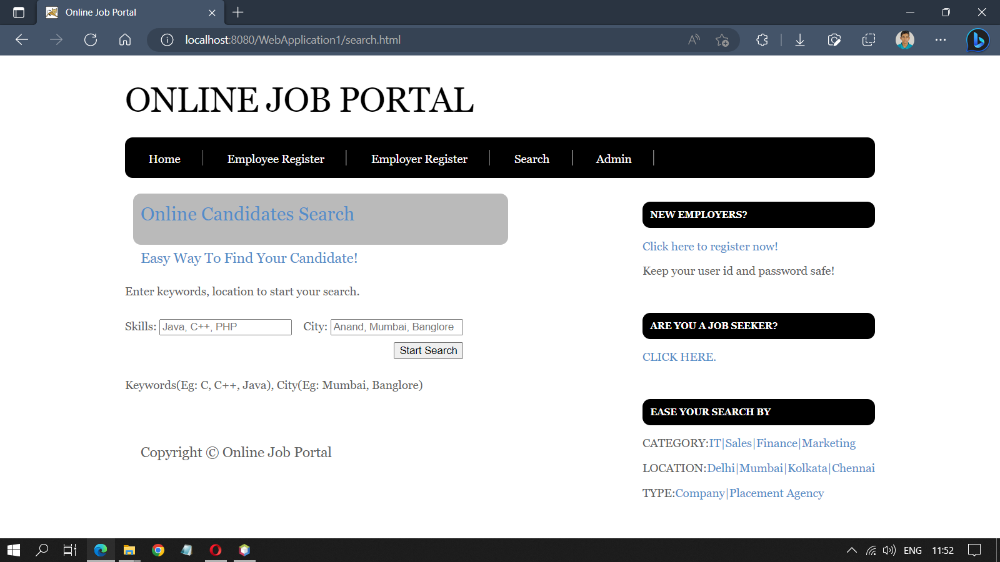 Online Job Portal
localhost:8080/WebApplication1/search.html
ONLINE JOB PORTAL
Home Employee Register Employer Register Search Admin
Online Candidates Search
Easy Way To Find Your Candidate!
Enter keywords, location to start your search.
Skills: Java, C++, PHP City: Anand, Mumbai, Banglore
Start Search
Keywords(Eg: C, C++, Java), City(Eg: Mumbai, Banglore)
Copyright © Online Job Portal
NEW EMPLOYERS?
Click here to register now!
Keep your user id and password safe!
ARE YOU A JOB SEEKER?
CLICK HERE.
EASE YOUR SEARCH BY
CATEGORY:IT|Sales|Finance|Marketing
LOCATION:Delhi|Mumbai|Kolkata|Chennai
TYPE:Company|Placement Agency
ENG 11:52